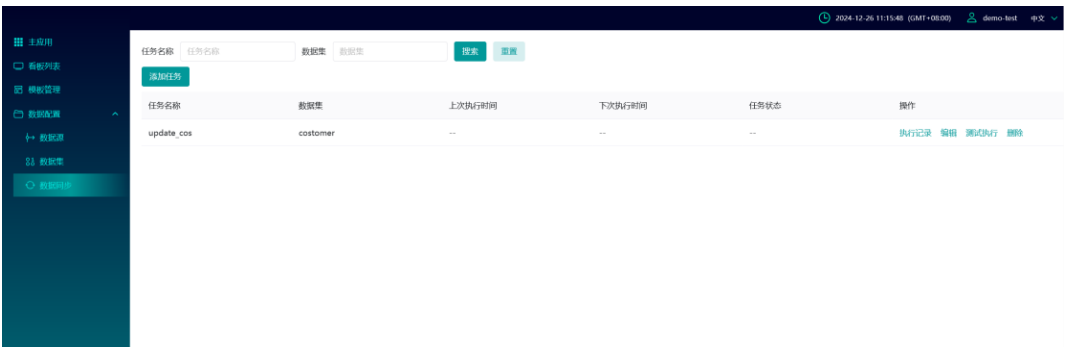 2024-12-26 11:15:48 (GMT+08:00) demo-test 中文
主应用
看板列表
模板管理
数据配置
数据源
数据集
数据同步
任务名称 任务名称 数据集 数据集 搜索 重置
添加任务
任务名称 数据集 上次执行时间 下次执行时间 任务状态 操作
update_cos costomer -- -- -- 执行记录 编辑 测试执行 删除